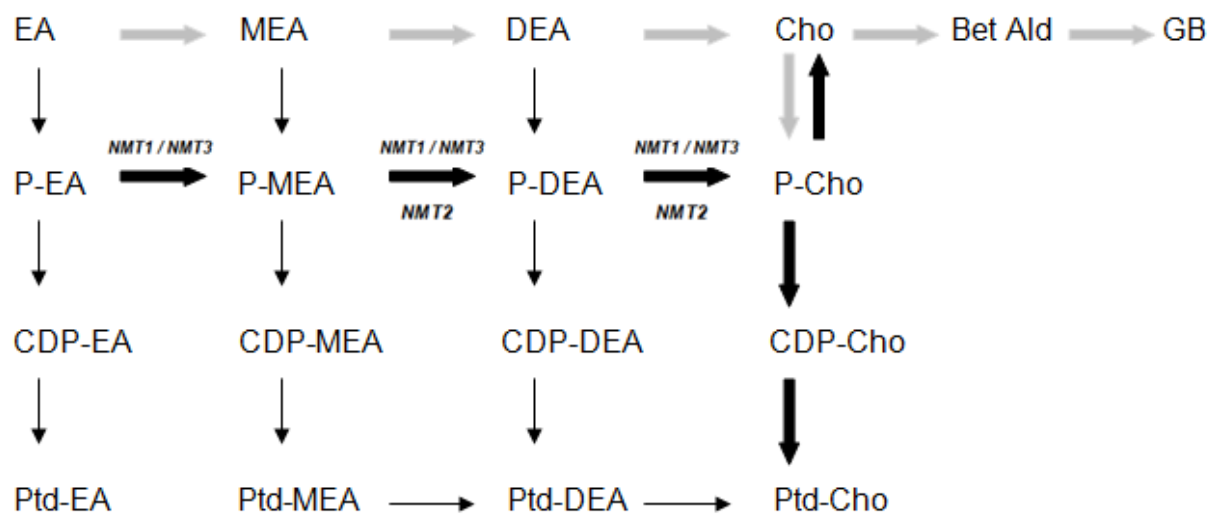 EA MEA DEA Cho Bet Ald GB
NMT1 / NMT3 NMT1 / NMT3 NMT1 / NMT3
P-EA P-MEA P-DEA P-Cho
NMT2 NMT2
CDP-EA CDP-MEA CDP-DEA CDP-Cho
Ptd-EA Ptd-MEA Ptd-DEA Ptd-Cho